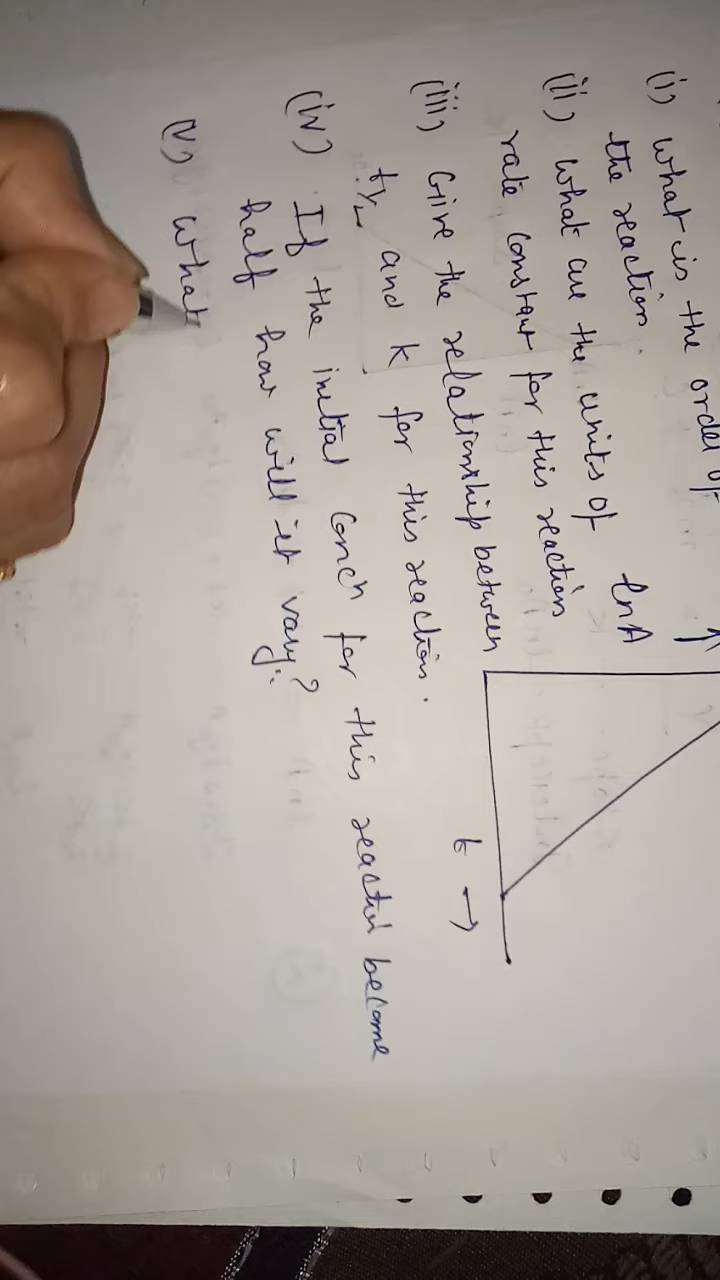 (i) What is the order of
the reaction.
(ii) What are the units of
rate constant for this reaction
(iii) Give the relationship between
t½ and K for this reaction.
(iv) If the initial Concn for this reaction become
half how will it vary?
(v) What
ln A
t →